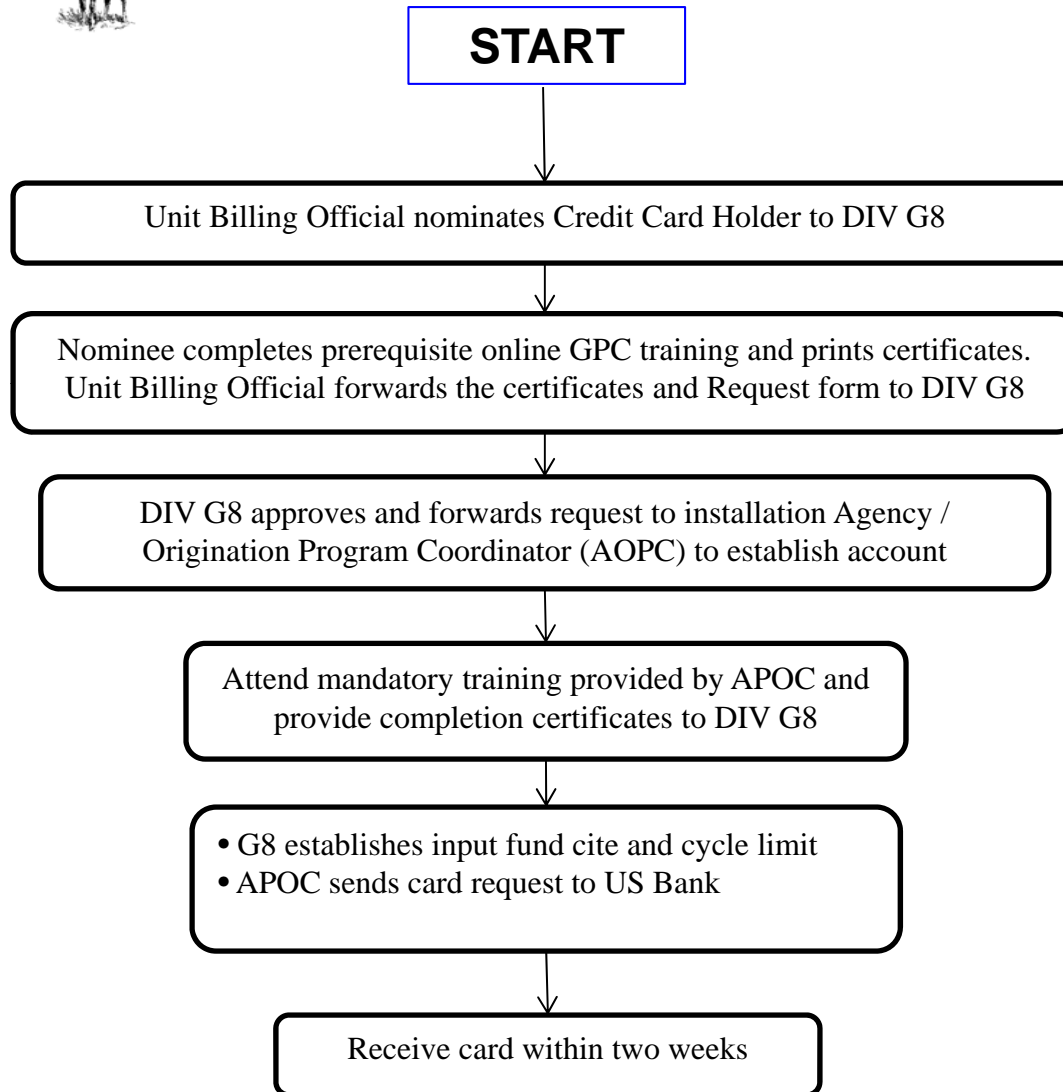 START
Unit Billing Official nominates Credit Card Holder to DIV G8
Nominee completes prerequisite online GPC training and prints certificates.
Unit Billing Official forwards the certificates and Request form to DIV G8
DIV G8 approves and forwards request to installation Agency /
Origination Program Coordinator (AOPC) to establish account
Attend mandatory training provided by APOC and
provide completion certificates to DIV G8
• G8 establishes input fund cite and cycle limit
• APOC sends card request to US Bank
Receive card within two weeks